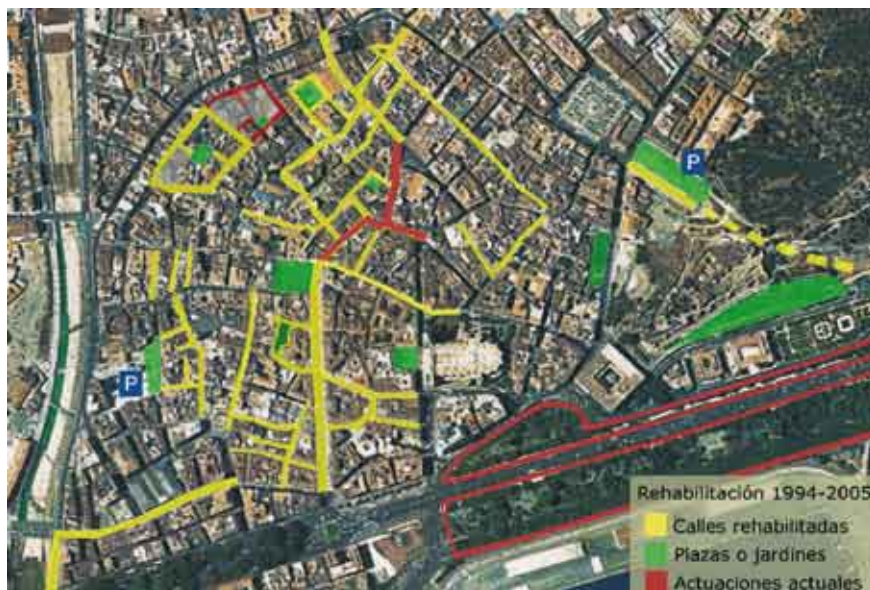 P
P
Rehabilitación 1994-2005
Calles rehabilitadas
Plazas o jardines
Actuaciones actuales